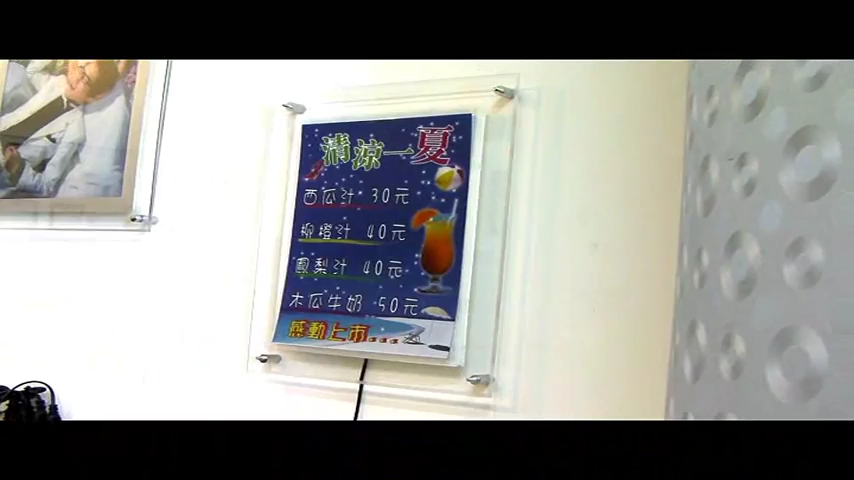 清涼一夏
西瓜汁 30元
柳橙汁 40元
鳳梨汁 40元
木瓜牛奶 50元
感動上市....